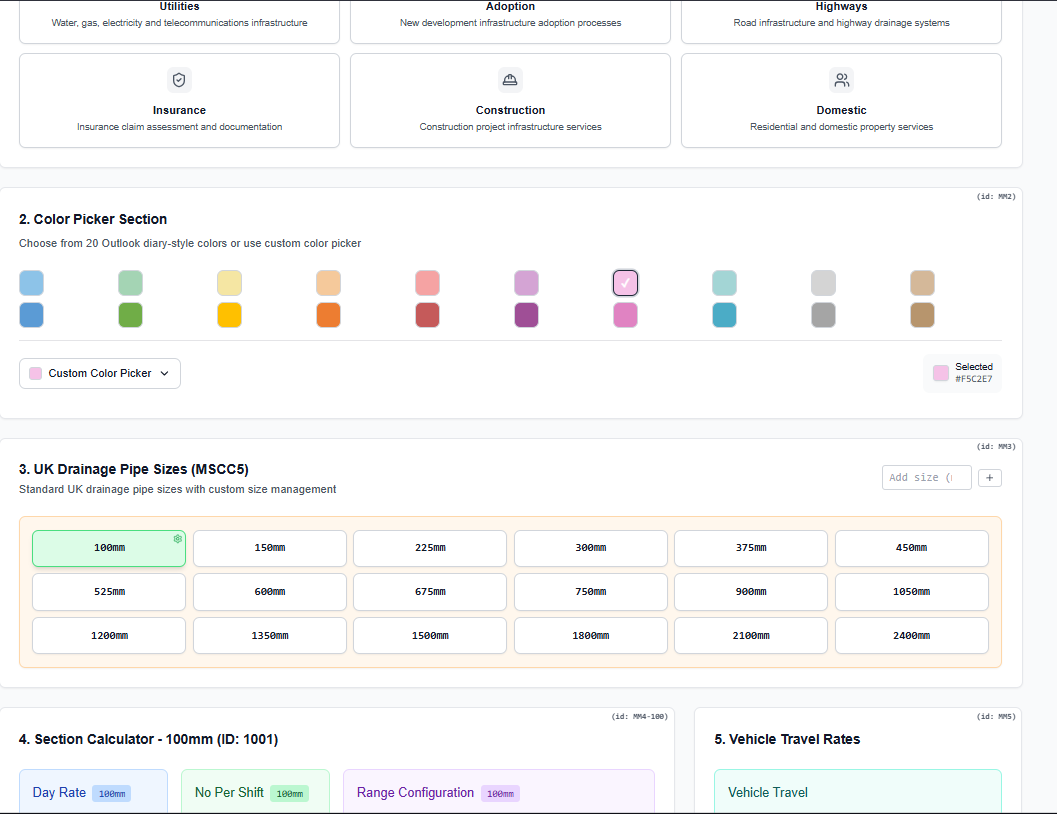 Utilities
Water, gas, electricity and telecommunications infrastructure
Adoption
New development infrastructure adoption processes
Highways
Road infrastructure and highway drainage systems
Insurance
Insurance claim assessment and documentation
Construction
Construction project infrastructure services
Domestic
Residential and domestic property services
(id: MM2)
2. Color Picker Section
Choose from 20 Outlook diary-style colors or use custom color picker
Custom Color Picker
Selected
#F5C2E7
(id: MM3)
3. UK Drainage Pipe Sizes (MSCC5)
Standard UK drainage pipe sizes with custom size management
Add size (
+
100mm 150mm 225mm 300mm 375mm 450mm
525mm 600mm 675mm 750mm 900mm 1050mm
1200mm 1350mm 1500mm 1800mm 2100mm 2400mm
(id: MM4-100)
4. Section Calculator - 100mm (ID: 1001)
Day Rate 100mm
No Per Shift 100mm
Range Configuration 100mm
(id: MM5)
5. Vehicle Travel Rates
Vehicle Travel